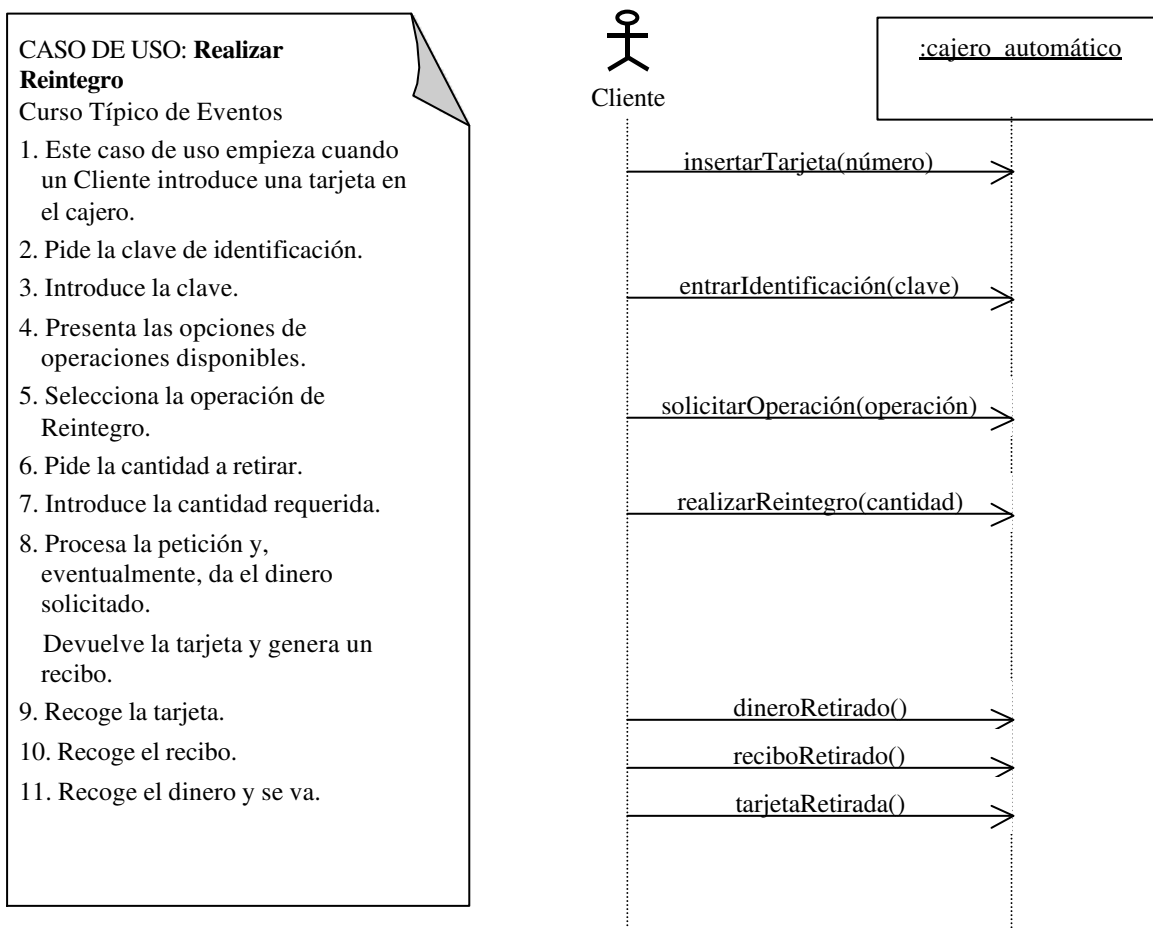 CASO DE USO: Realizar
Reintegro
Curso Típico de Eventos
1. Este caso de uso empieza cuando
un Cliente introduce una tarjeta en
el cajero.
2. Pide la clave de identificación.
3. Introduce la clave.
4. Presenta las opciones de
operaciones disponibles.
5. Selecciona la operación de
Reintegro.
6. Pide la cantidad a retirar.
7. Introduce la cantidad requerida.
8. Procesa la petición y,
eventualmente, da el dinero
solicitado.
Devuelve la tarjeta y genera un
recibo.
9. Recoge la tarjeta.
10. Recoge el recibo.
11. Recoge el dinero y se va.
Cliente
:cajero automático
insertarTarjeta(número)
entrarIdentificación(clave)
solicitarOperación(operación)
realizarReintegro(cantidad)
dineroRetirado()
reciboRetirado()
tarjetaRetirada()